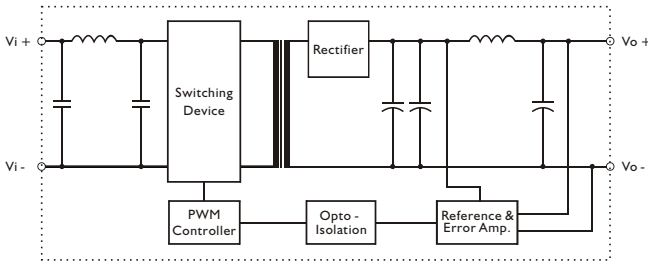 Vi +
Rectifier
Vo +
Switching
Device
Vi -
Vo -
PWM
Controller
Opto -
Isolation
Reference &
Error Amp.